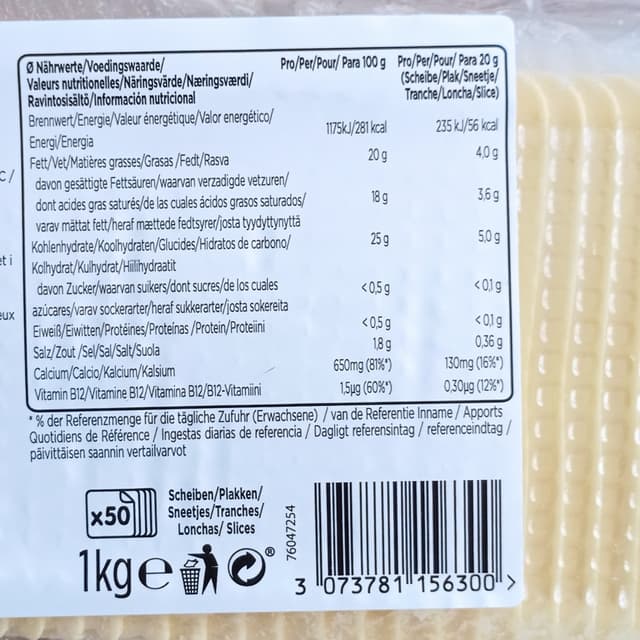 Ø Nährwerte/Voedingswaarde/ Pro/Per/Pour/ Para 100 g Pro/Per/Pour/ Para 20 g
Valeurs nutritionelles/Näringsvärde/Næringsværdi/ (Scheibe/Plak/Sneetje/
Ravintosisältö/Información nutricional Tranche/Loncha/Slice)
Brennwert/Energie/Valeur énergétique/Valor energético/ 1175kJ/281 kcal 235 kJ/56 kcal
Energi/Energia
Fett/Vet/Matières grasses/Grasas /Fedt/Rasva 20 g 4,0 g
davon gesättigte Fettsäuren/waarvan verzadigde vetzuren/
dont acides gras saturés/de las cuales ácidos grasos saturados/ 18 g 3,6 g
varav mättat fett/heraf mættede fedtsyrer/josta tyydyttynyttä
Kohlenhydrate/Koolhydraten/Glucides/Hidratos de carbono/ 25 g 5,0 g
Kolhydrat/Kulhydrat/Hiilihydraatit
davon Zucker/waarvan suikers/dont sucres/de los cuales <0,5 g <0,1 g
azúcares/varav sockerarter/heraf sukkerarter/josta sokereita
Eiweiß/Eiwitten/Protéines/Proteínas /Protein/Proteiini <0,5 g <0,1 g
Salz/Zout /Sel/Sal/Salt/Suola 1,8 g 0,36 g
Calcium/Calcio/Kalcium/Kalsium 650mg (81%*) 130mg (16%*)
Vitamin B12/Vitamine B12/Vitamina B12/B12-Vitamiini 1,5µg (60%*) 0,30µg (12%*)
* % der Referenzmenge für die tägliche Zufuhr (Erwachsene) / van de Referentie Inname / Apports
Quotidiens de Référence / Ingestas diarias de referencia / Dagligt referensintag / referenceindtag /
päivittäisen saannin vertailvarvot
x50
Scheiben/Plakken/
Sneetjes/Tranches/
Lonchas/ Slices
1kg e
®
76047254
3 073781 156300 >